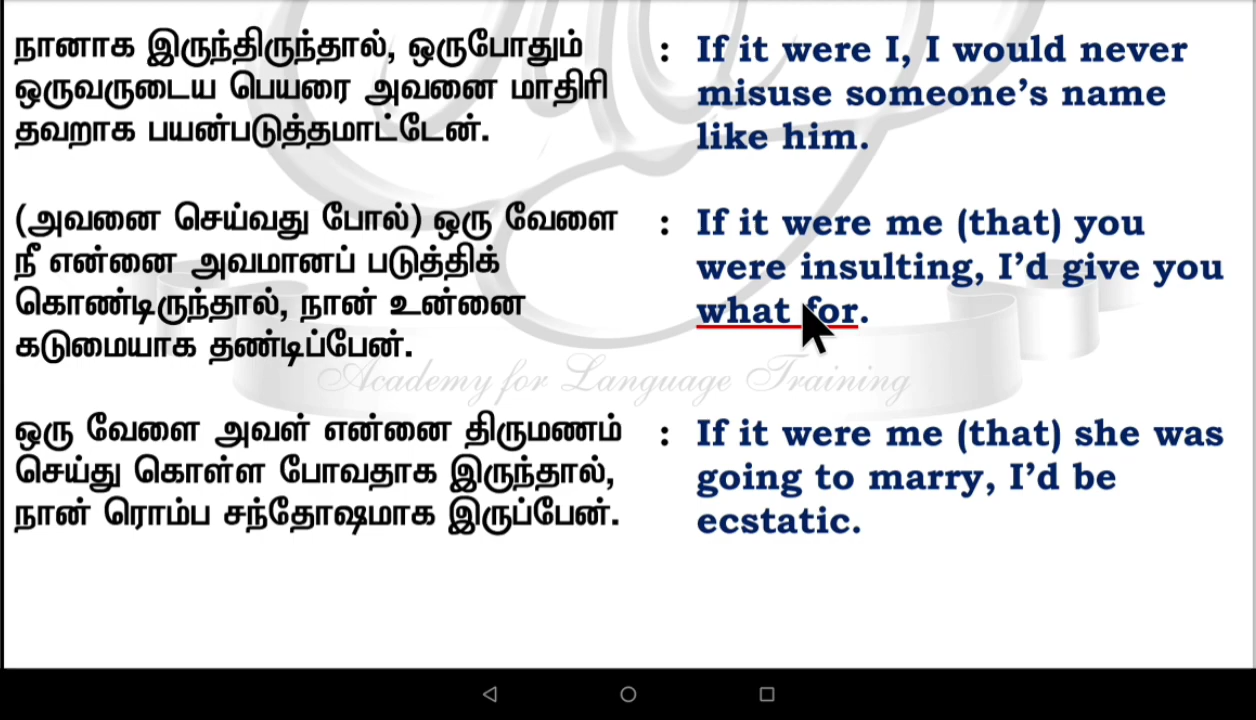 நானாக இருந்திருந்தால், ஒருபோதும்
ஒருவருடைய பெயரை அவனை மாதிரி
தவறாக பயன்படுத்தமாட்டேன்.
: If it were I, I would never
misuse someone’s name
like him.
(அவனை செய்வது போல்) ஒரு வேளை
நீ என்னை அவமானப் படுத்திக்
கொண்டிருந்தால், நான் உன்னை
கடுமையாக தண்டிப்பேன்.
: If it were me (that) you
were insulting, I’d give you
what for.
Academy for Language Training
ஒரு வேளை அவள் என்னை திருமணம்
செய்து கொள்ள போவதாக இருந்தால்,
நான் ரொம்ப சந்தோஷமாக இருப்பேன்.
: If it were me (that) she was
going to marry, I’d be
ecstatic.